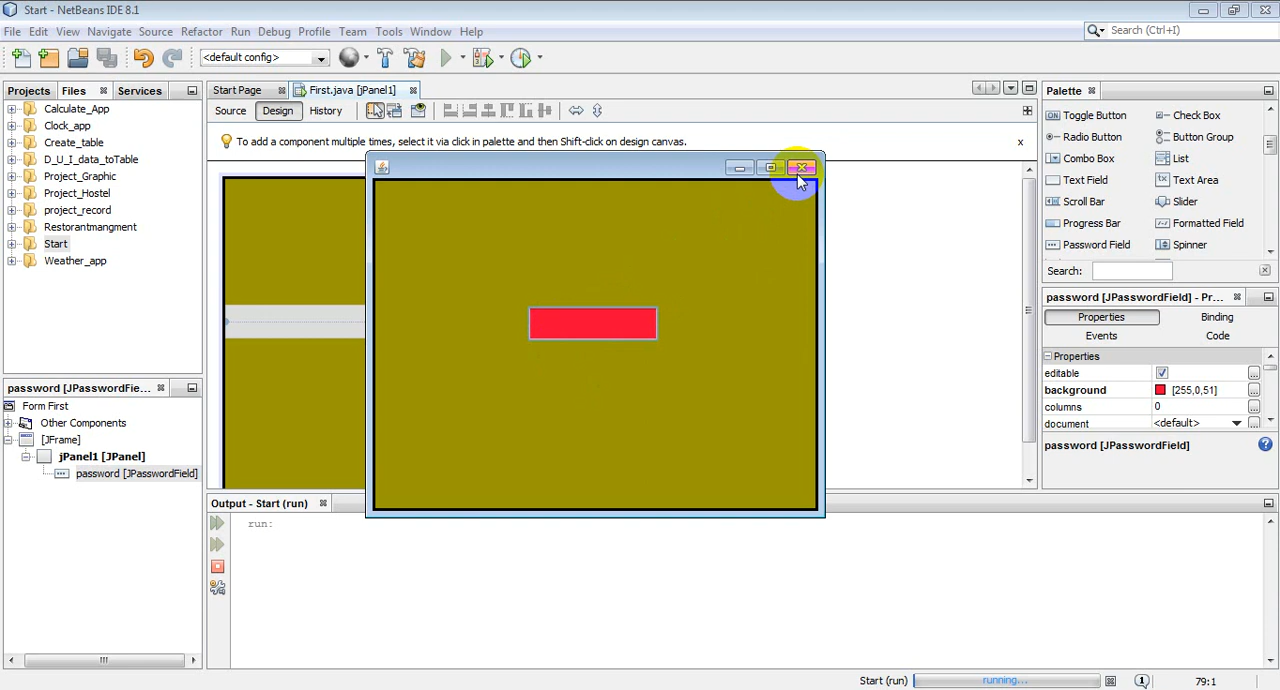 Start - NetBeans IDE 8.1
File Edit View Navigate Source Refactor Run Debug Profile Team Tools Window Help
Search (Ctrl+I)
<default config>
Projects Files Services
Start Page First.java [jPanel1]
Palette
Source Design History
To add a component multiple times, select it via click in palette and then Shift-click on design canvas.
x
Calculate_App
Clock_app
Create_table
D_U_I_data_toTable
Project_Graphic
Project_Hostel
project_record
Restorantmangment
Start
Weather_app
Toggle Button Check Box
Radio Button Button Group
Combo Box List
Text Field Text Area
Scroll Bar Slider
Progress Bar Formatted Field
Password Field Spinner
Search:
password [JPasswordField] - Pr...
Properties Binding
Events Code
Properties
editable
background [255,0,51]
columns 0
document <default>
password [JPasswordField]
password [JPasswordFie...
Form First
Other Components
[JFrame]
jPanel1 [JPanel]
password [JPasswordField]
Output - Start (run)
run:
Start (run) running... 1 79:1